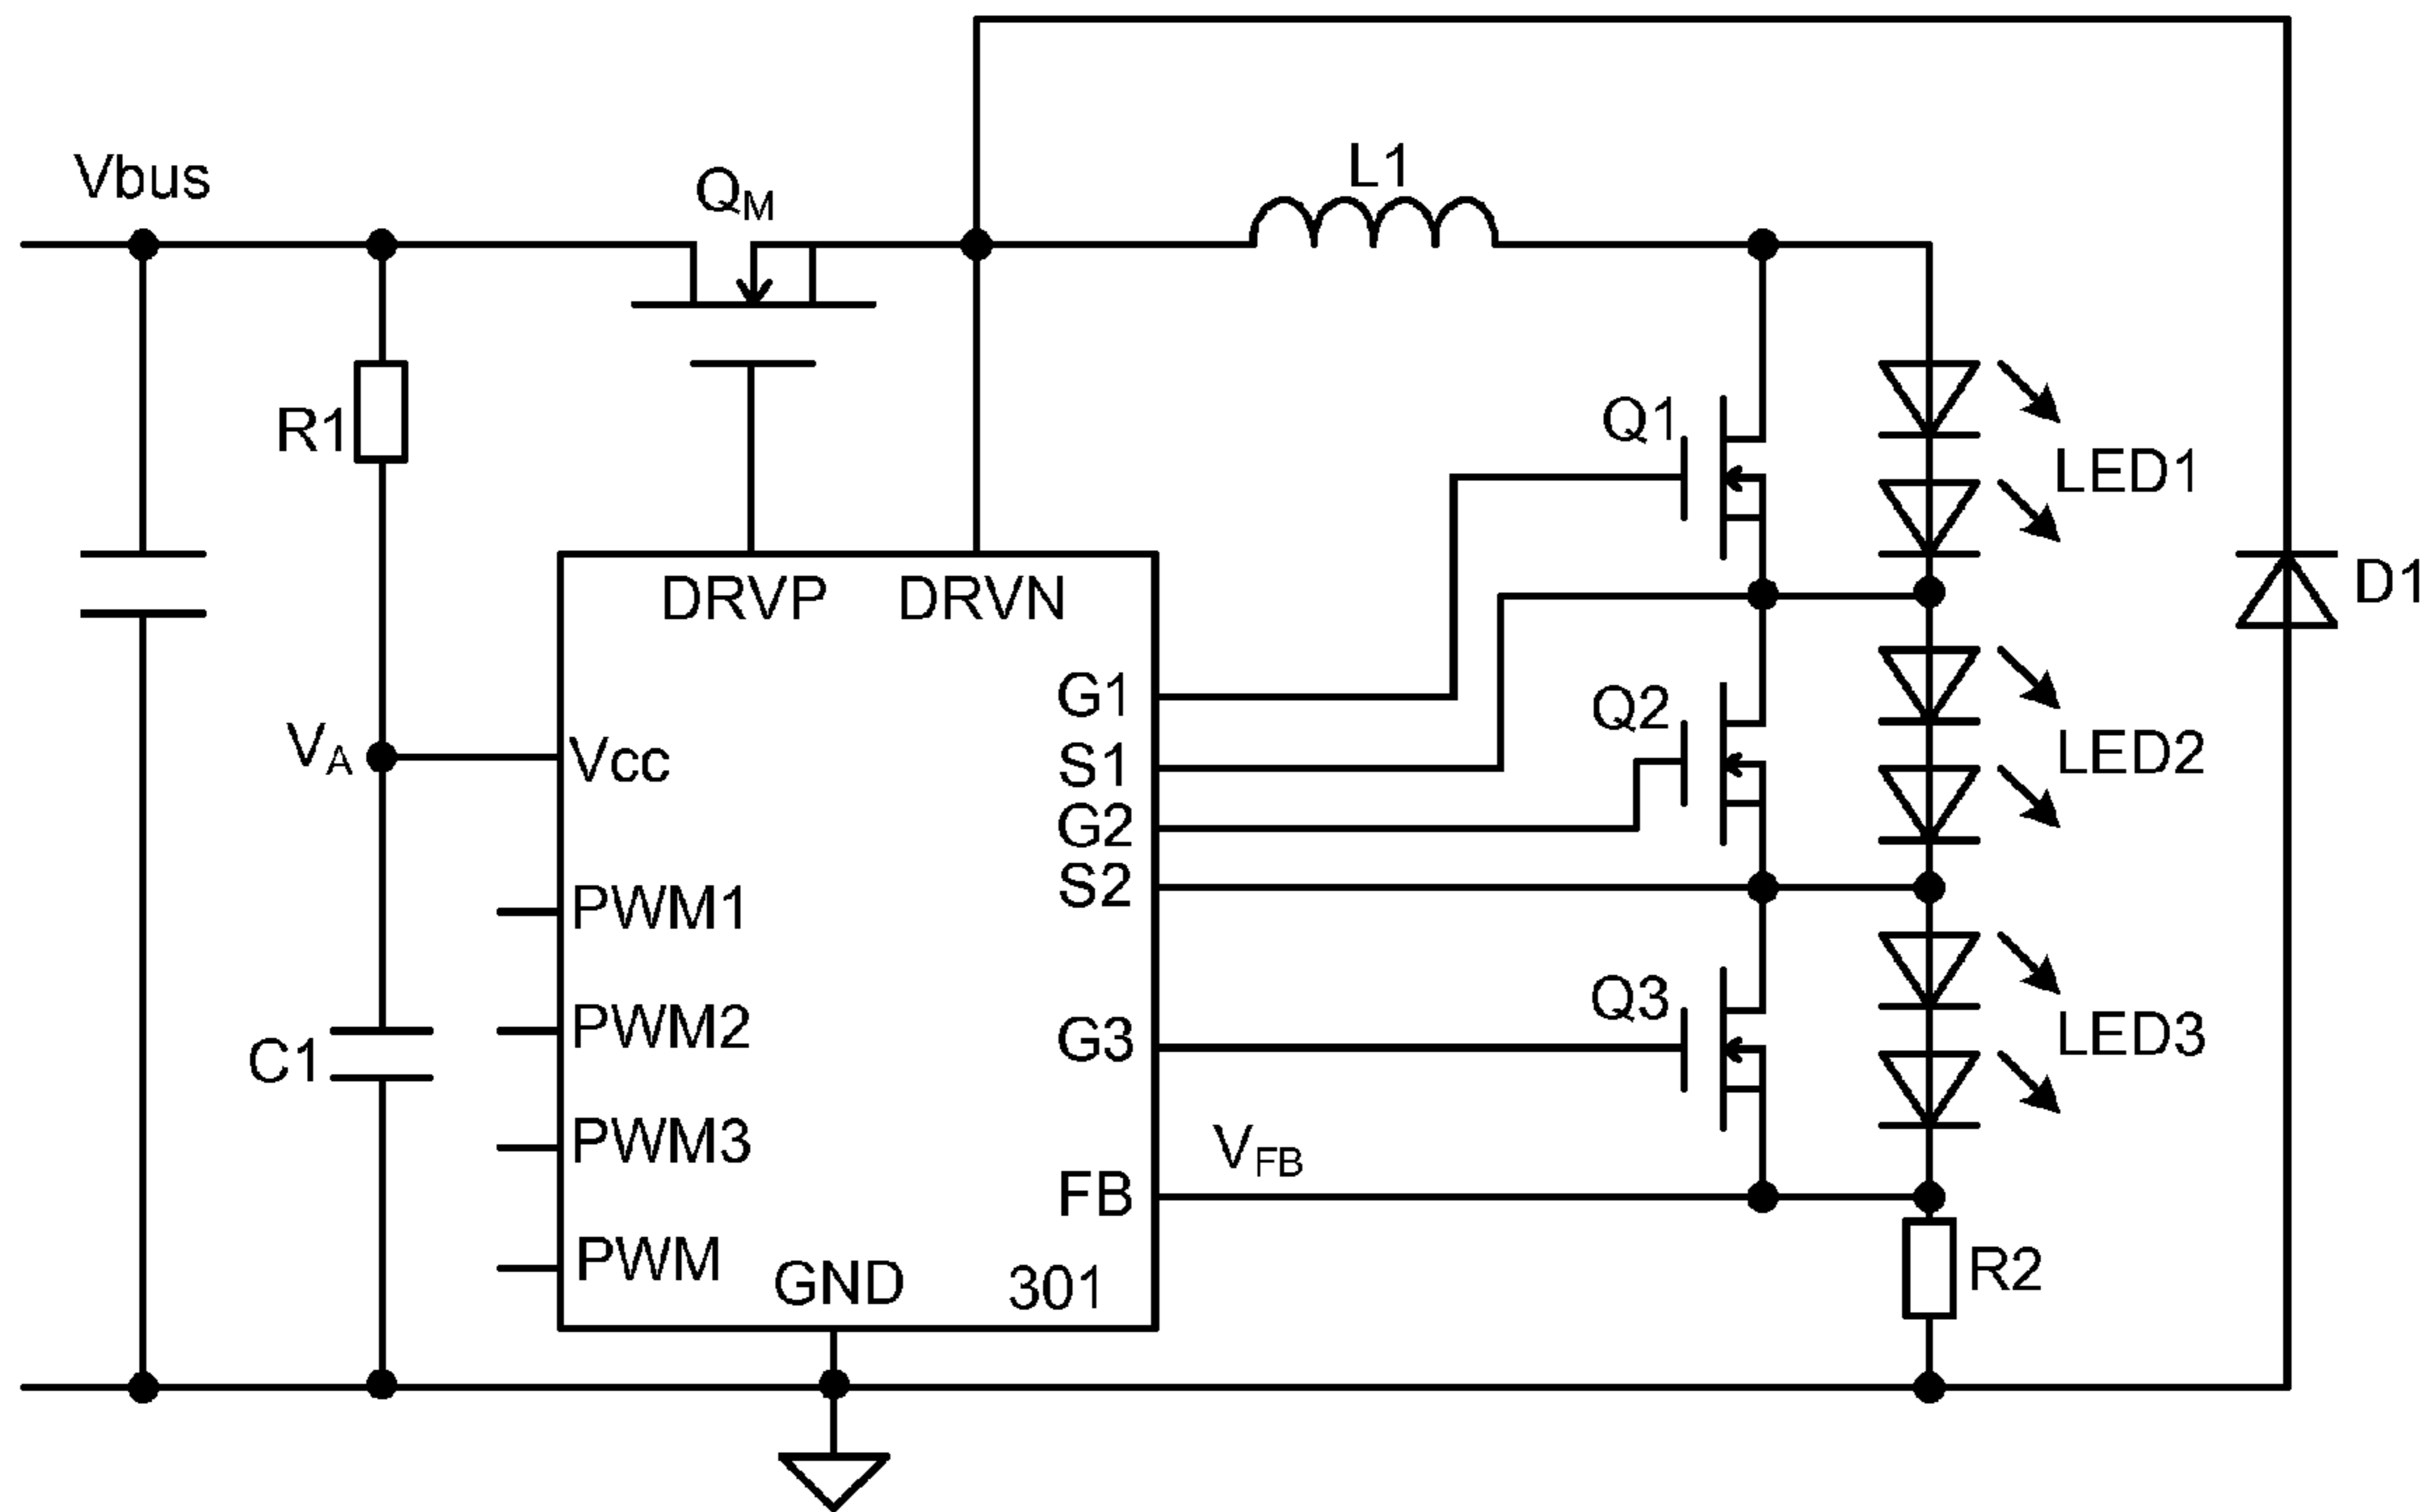 Vbus
QM
L1
R1
Q1
LED1
D1
DRVP
DRVN
G1
Q2
VA
Vcc
S1
LED2
G2
S2
PWM1
Q3
PWM2
G3
LED3
C1
PWM3
VFB
FB
PWM
GND
301
R2